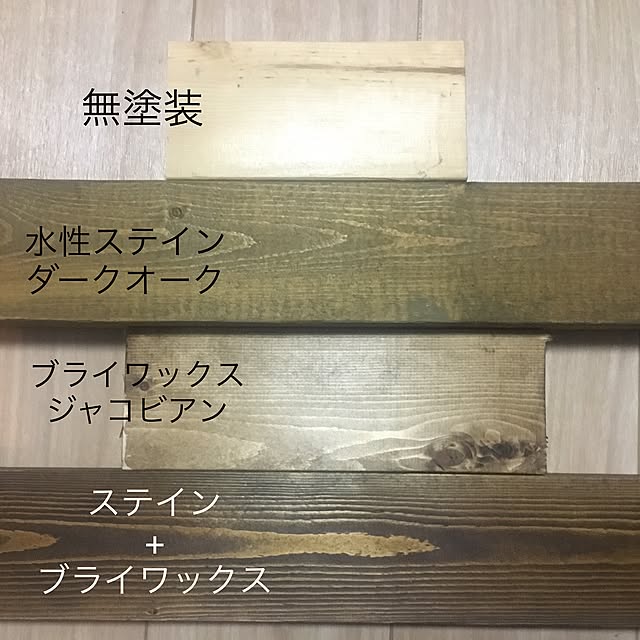 無塗装
水性ステイン
ダークオーク
ブライワックス
ジャコビアン
ステイン
+
ブライワックス